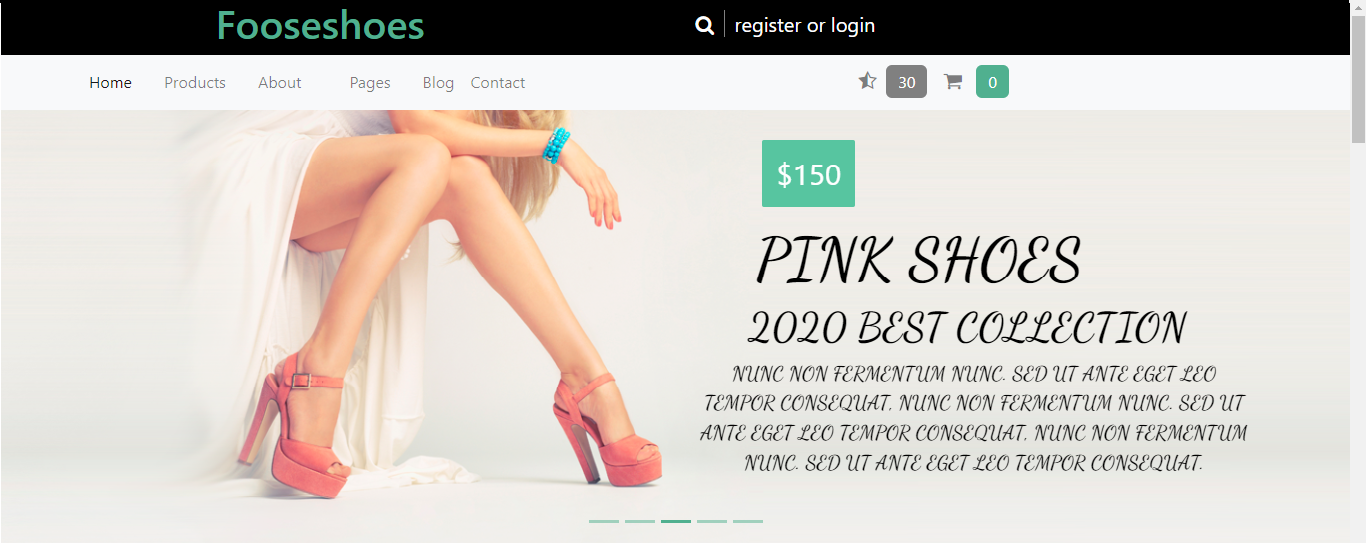 Fooseshoes
register or login
Home Products About Pages Blog Contact
30 0
$150
PINK SHOES
2020 BEST COLLECTION
NUNC NON FERMENTUM NUNC. SED UT ANTE EGET LEO
TEMPOR CONSEQUAT, NUNC NON FERMENTUM NUNC. SED UT
ANTE EGET LEO TEMPOR CONSEQUAT, NUNC NON FERMENTUM
NUNC. SED UT ANTE EGET LEO TEMPOR CONSEQUAT.